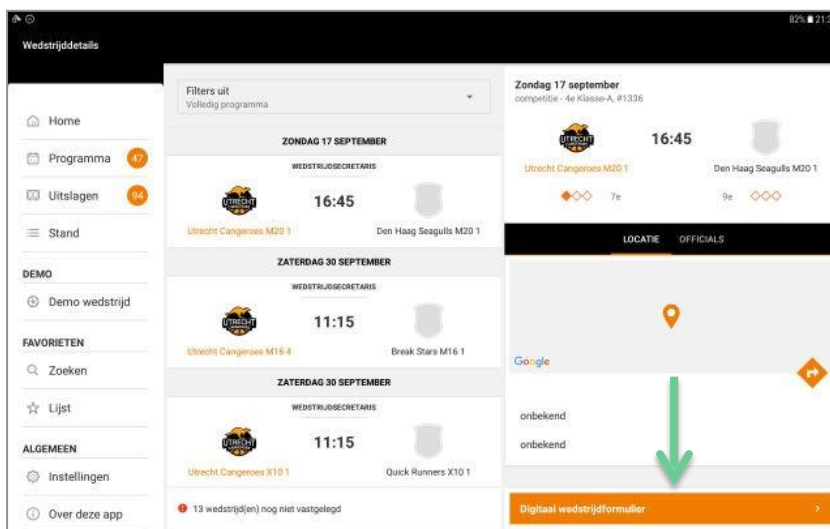 82% 21:2
Wedstrijddetails
Home
Programma 47
Uitslagen 94
Stand
DEMO
Demo wedstrijd
FAVORIETEN
Zoeken
Lijst
ALGEMEEN
Instellingen
Over deze app
Filters uit
Volledig programma
ZONDAG 17 SEPTEMBER
WEDSTRIJDSECRETARIS
UTRECHT
16:45
Utrecht Cangeroes M20 1
Den Haag Seagulls M20 1
ZATERDAG 30 SEPTEMBER
WEDSTRIJDSECRETARIS
UTRECHT
11:15
Utrecht Cangeroes M16 4
Break Stars M16 1
ZATERDAG 30 SEPTEMBER
WEDSTRIJDSECRETARIS
UTRECHT
11:15
Utrecht Cangeroes X10 1
Quick Runners X10 1
13 wedstrijd(en) nog niet vastgelegd
Zondag 17 september
competitie - 4e Klasse-A, #1336
UTRECHT
16:45
Utrecht Cangeroes M20 1
Den Haag Seagulls M20 1
7e
9e
LOCATIE OFFICIALS
Google
onbekend
onbekend
Digitaal wedstrijdformulier